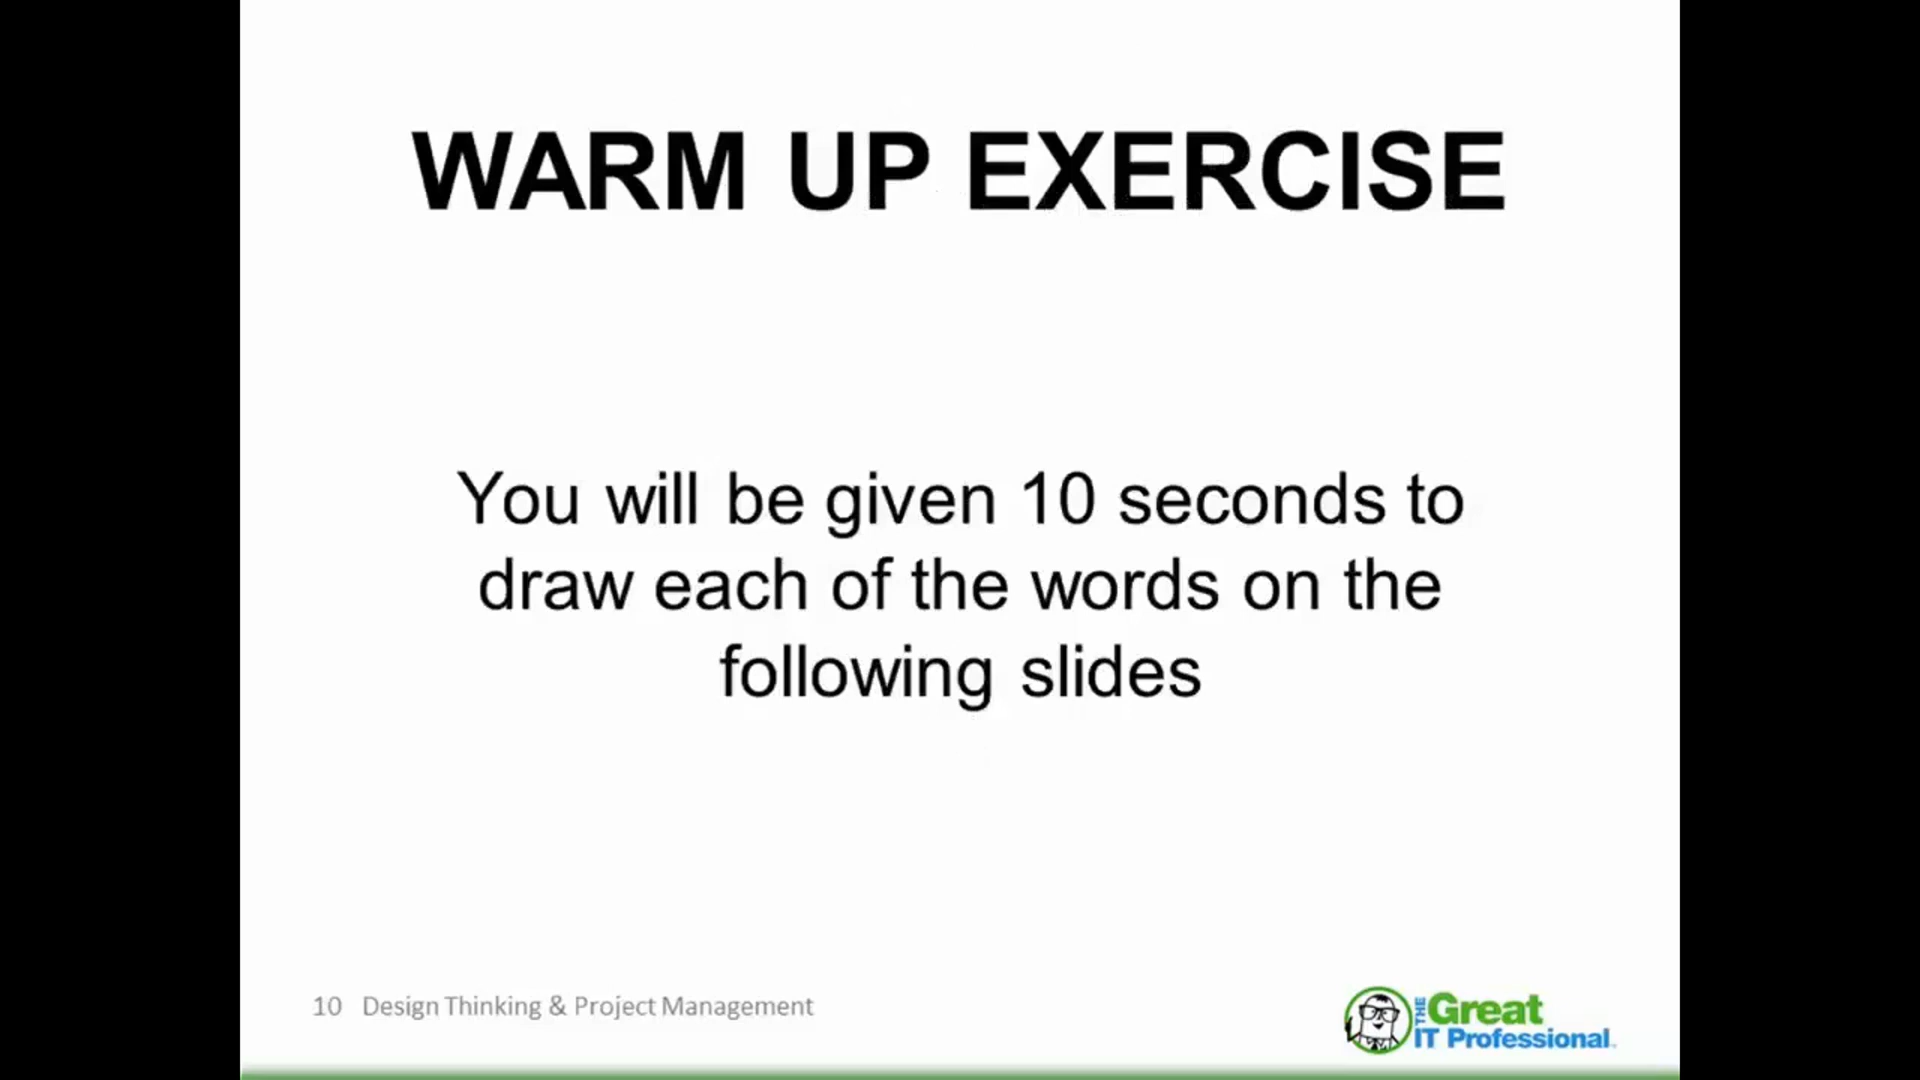 WARM UP EXERCISE
You will be given 10 seconds to
draw each of the words on the
following slides
10 Design Thinking & Project Management
THE Great
IT Professional